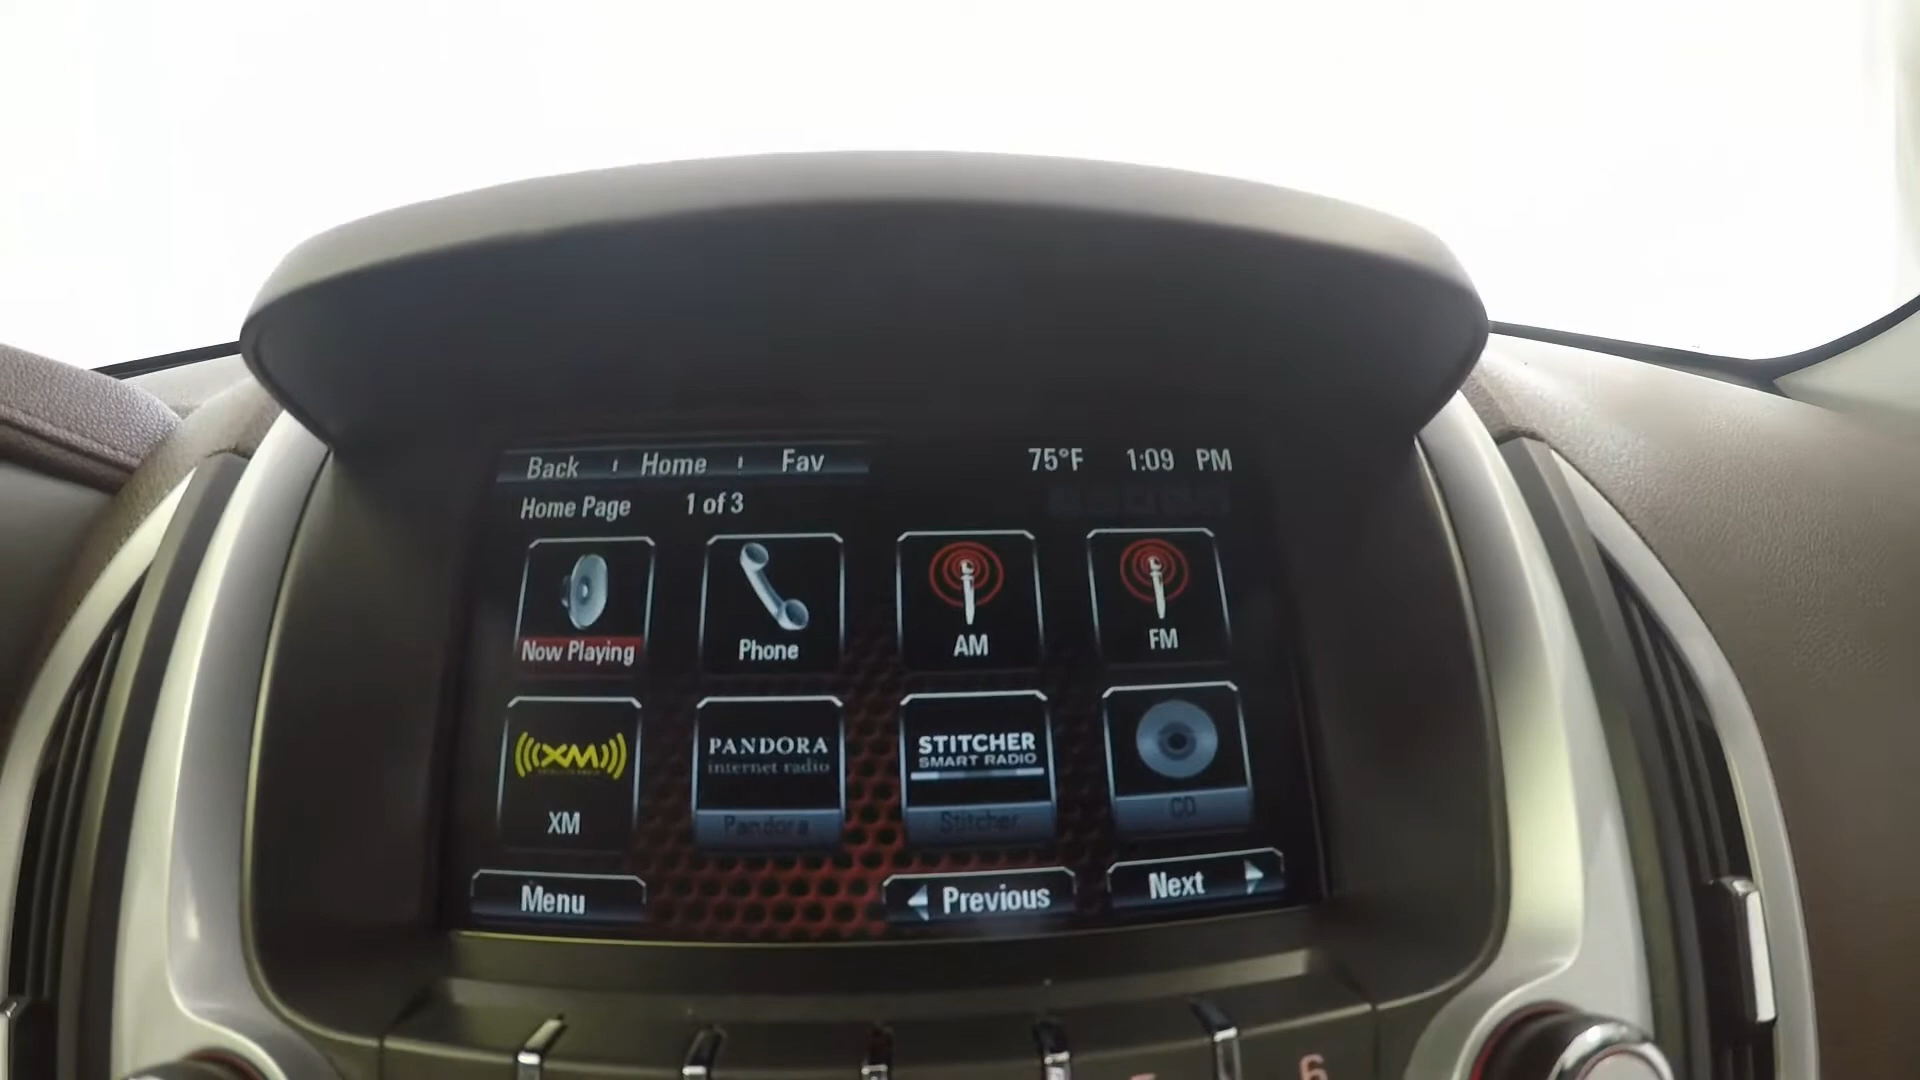 Back Home Fav 75°F 1:09 PM
Home Page 1 of 3
Now Playing Phone AM FM
XM PANDORA STITCHER
internet radio SMART RADIO
XM Pandora Stitcher CD
Menu Previous Next
6